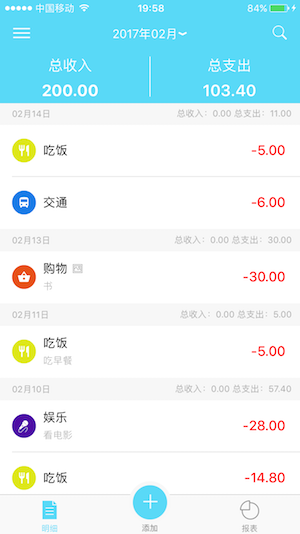 中国移动 19:58 84%
2017年02月
总收入 总支出
200.00 103.40
02月14日 总收入：0.00 总支出：11.00
吃饭 -5.00
交通 -6.00
02月13日 总收入：0.00 总支出：30.00
购物 -30.00
书
02月11日 总收入：0.00 总支出：5.00
吃饭 -5.00
吃早餐
02月10日 总收入：0.00 总支出：57.40
娱乐 -28.00
看电影
吃饭 -14.80
明细 添加 报表